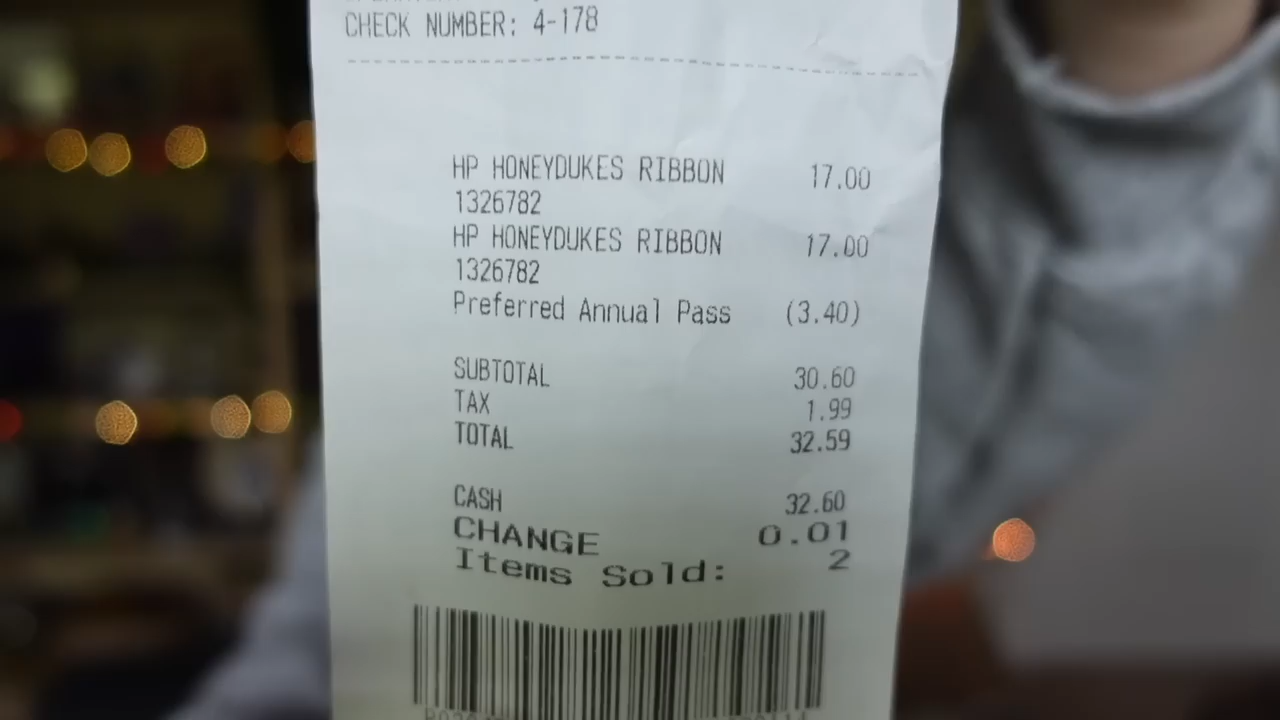 CHECK NUMBER: 4-178
HP HONEYDUKES RIBBON 17.00
1326782
HP HONEYDUKES RIBBON 17.00
1326782
Preferred Annual Pass (3.40)
SUBTOTAL 30.60
TAX 1.99
TOTAL 32.59
CASH 32.60
CHANGE 0.01
Items Sold: 2